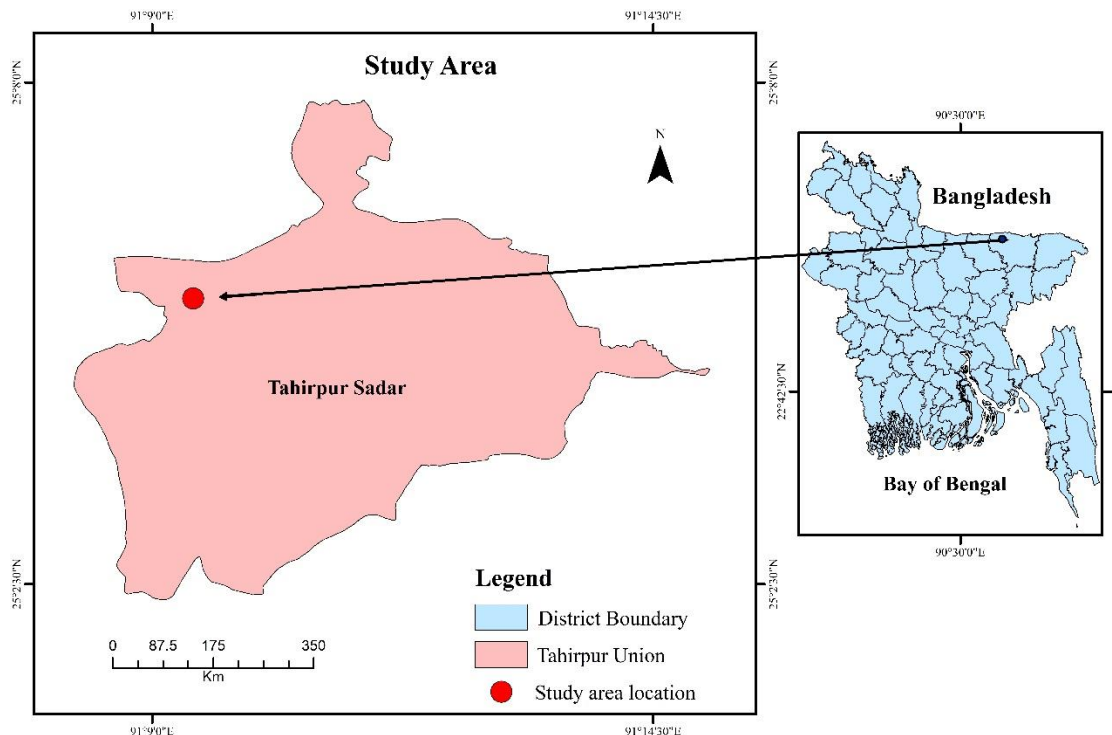 91°9'0"E
91°14'30"E
Study Area
25°8'0"N
25°8'0"N
N
90°30'0"E
Bangladesh
Tahirpur Sadar
22°42'30"N
Bay of Bengal
90°30'0"E
25°2'30"N
25°2'30"N
Legend
District Boundary
Tahirpur Union
Study area location
0 87.5 175 350
Km
91°9'0"E
91°14'30"E